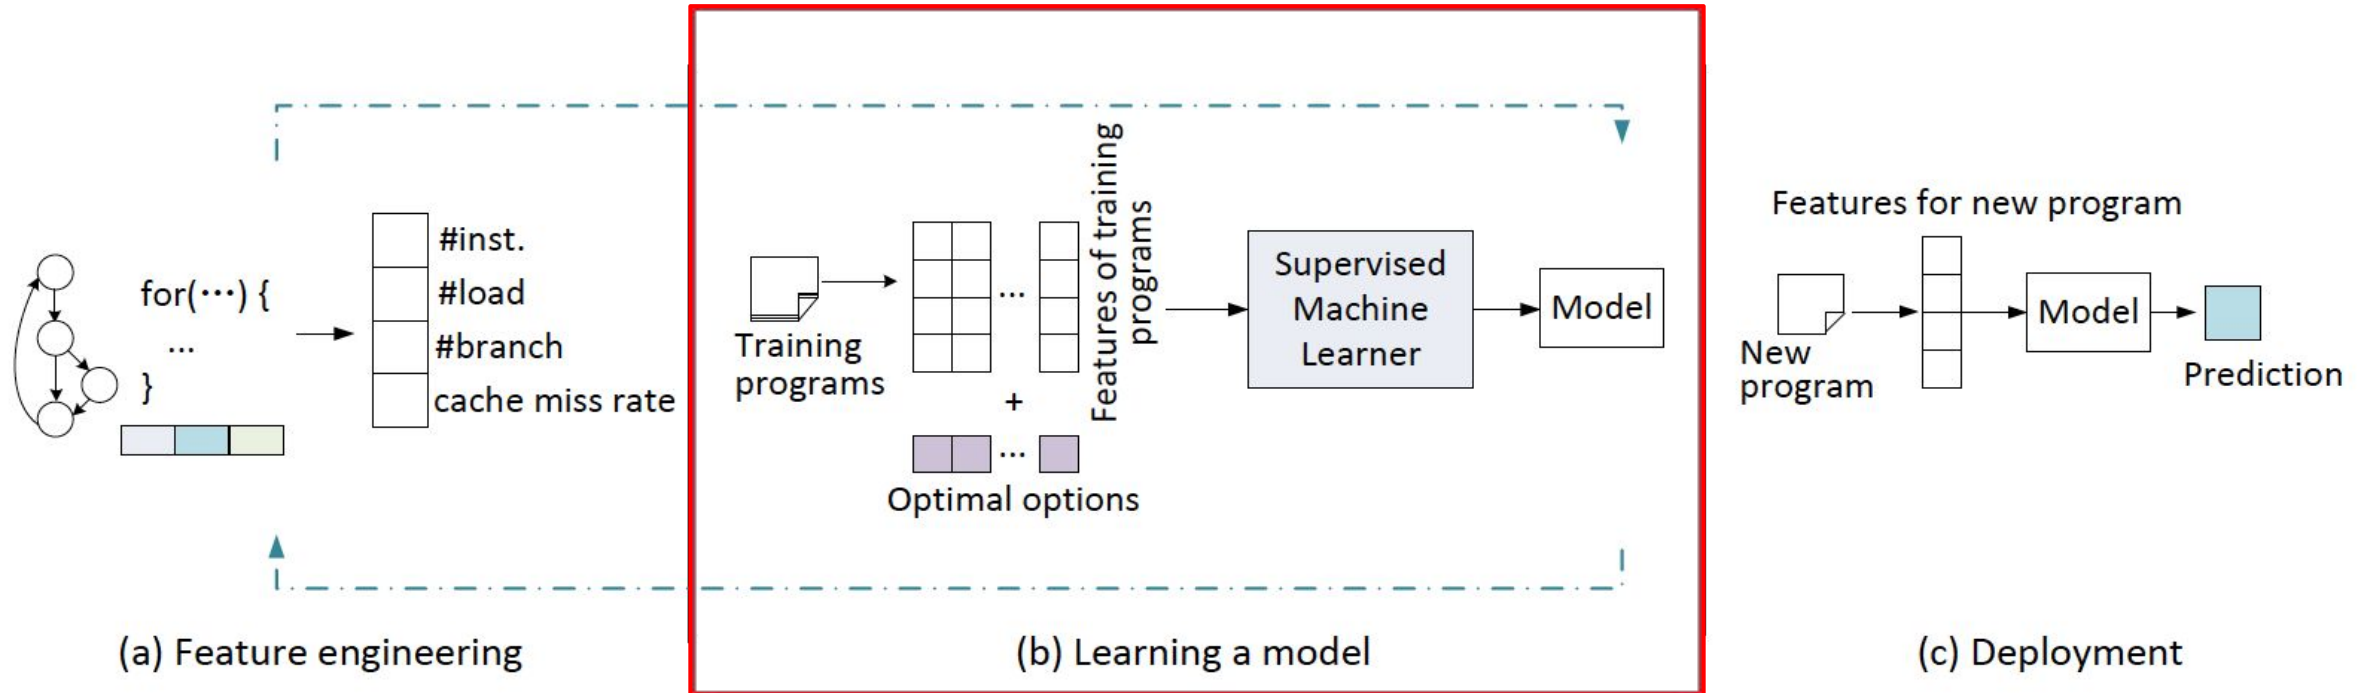 for(···) {
...
}
#inst.
#load
#branch
cache miss rate
(a) Feature engineering
Training
programs
...
Features of training
programs
+
...
Optimal options
Supervised
Machine
Learner
Model
(b) Learning a model
Features for new program
New
program
Model
Prediction
(c) Deployment